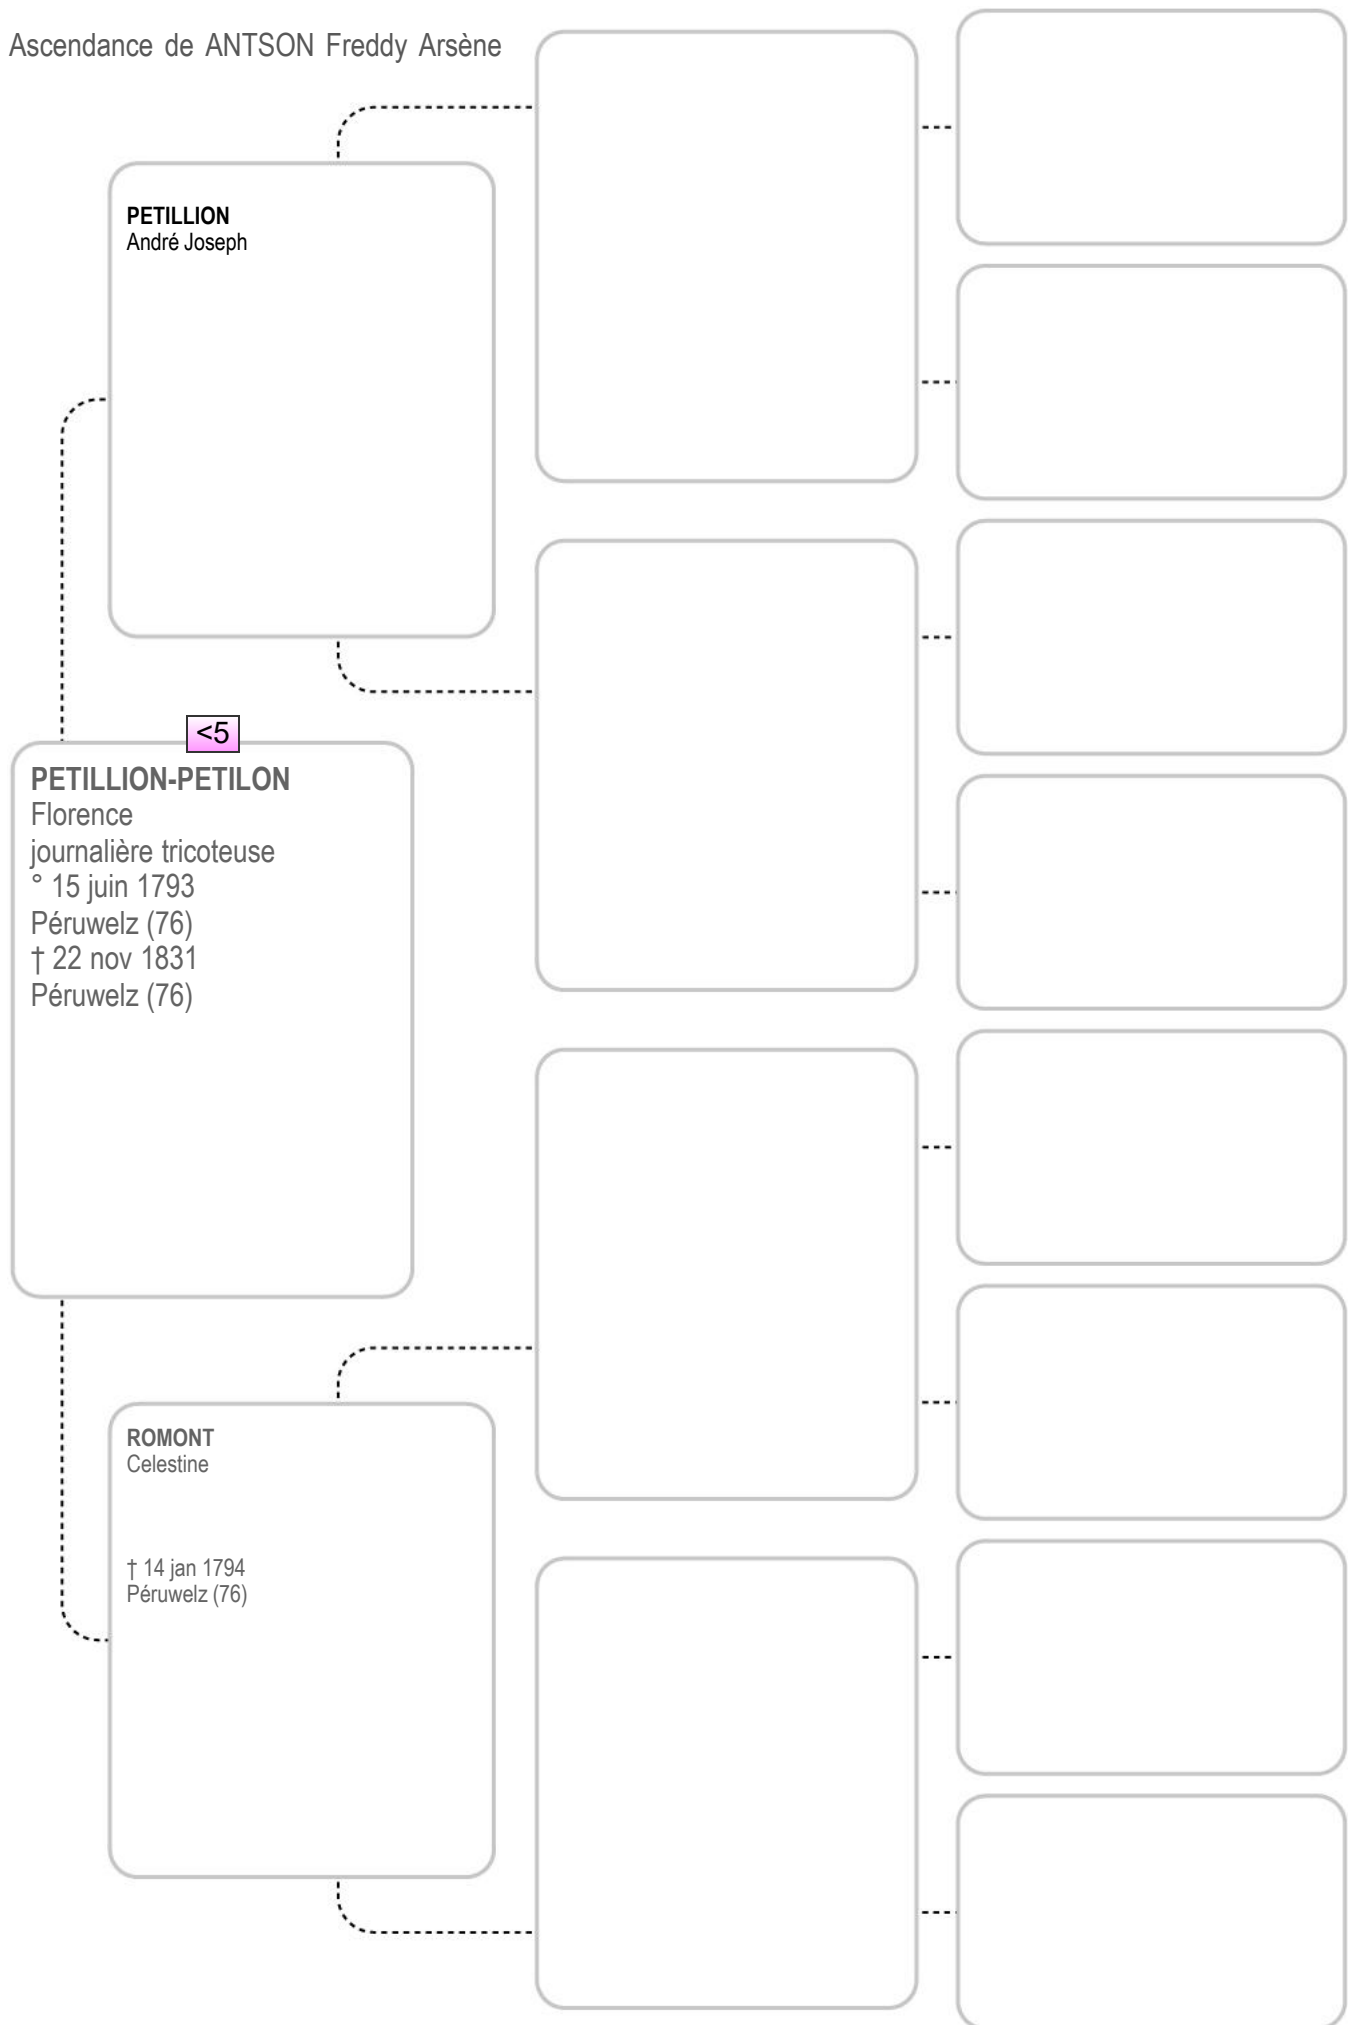 Ascendance de ANTSON Freddy Arsène
PETILLION
André Joseph
<5
PETILLION-PETILON
Florence
journalière tricoteuse
° 15 juin 1793
Péruwelz (76)
† 22 nov 1831
Péruwelz (76)
ROMONT
Celestine
† 14 jan 1794
Péruwelz (76)